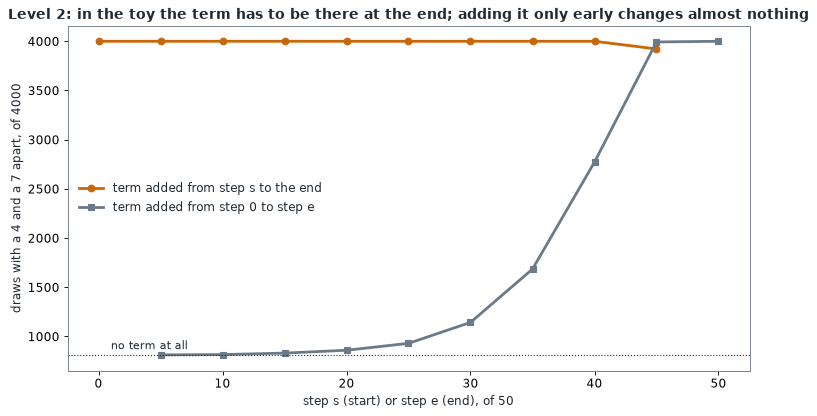 Level 2: in the toy the term has to be there at the end; adding it only early changes almost nothing
draws with a 4 and a 7 apart, of 4000
4000
3500
3000
2500
2000
1500
1000
term added from step s to the end
term added from step 0 to step e
no term at all
0
10
20
30
40
50
step s (start) or step e (end), of 50